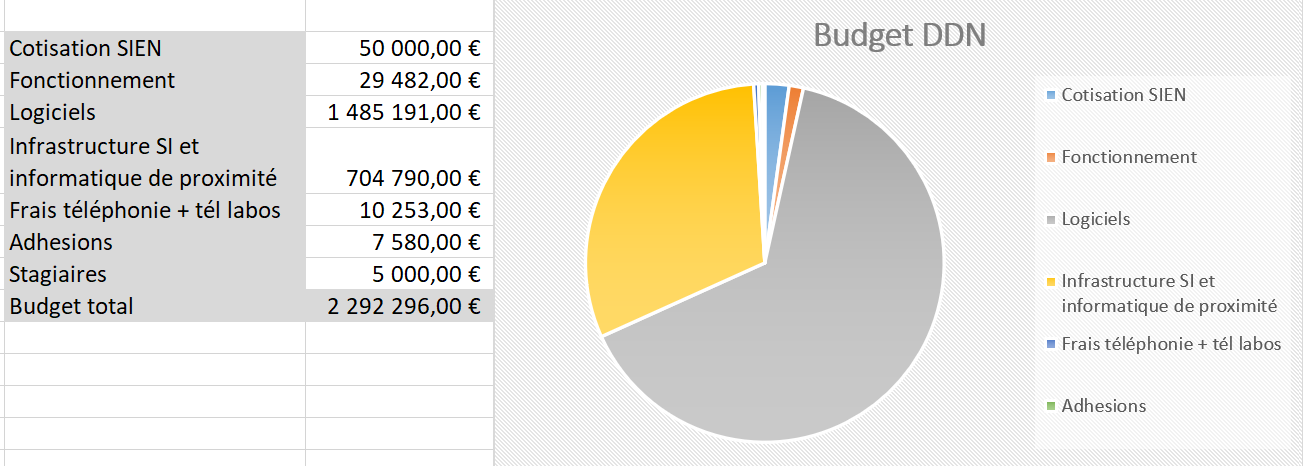 Cotisation SIEN 50 000,00 €
Fonctionnement 29 482,00 €
Logiciels 1 485 191,00 €
Infrastructure SI et
informatique de proximité 704 790,00 €
Frais téléphonie + tél labos 10 253,00 €
Adhesions 7 580,00 €
Stagiaires 5 000,00 €
Budget total 2 292 296,00 €
Budget DDN
Cotisation SIEN
Fonctionnement
Logiciels
Infrastructure SI et
informatique de proximité
Frais téléphonie + tél labos
Adhesions